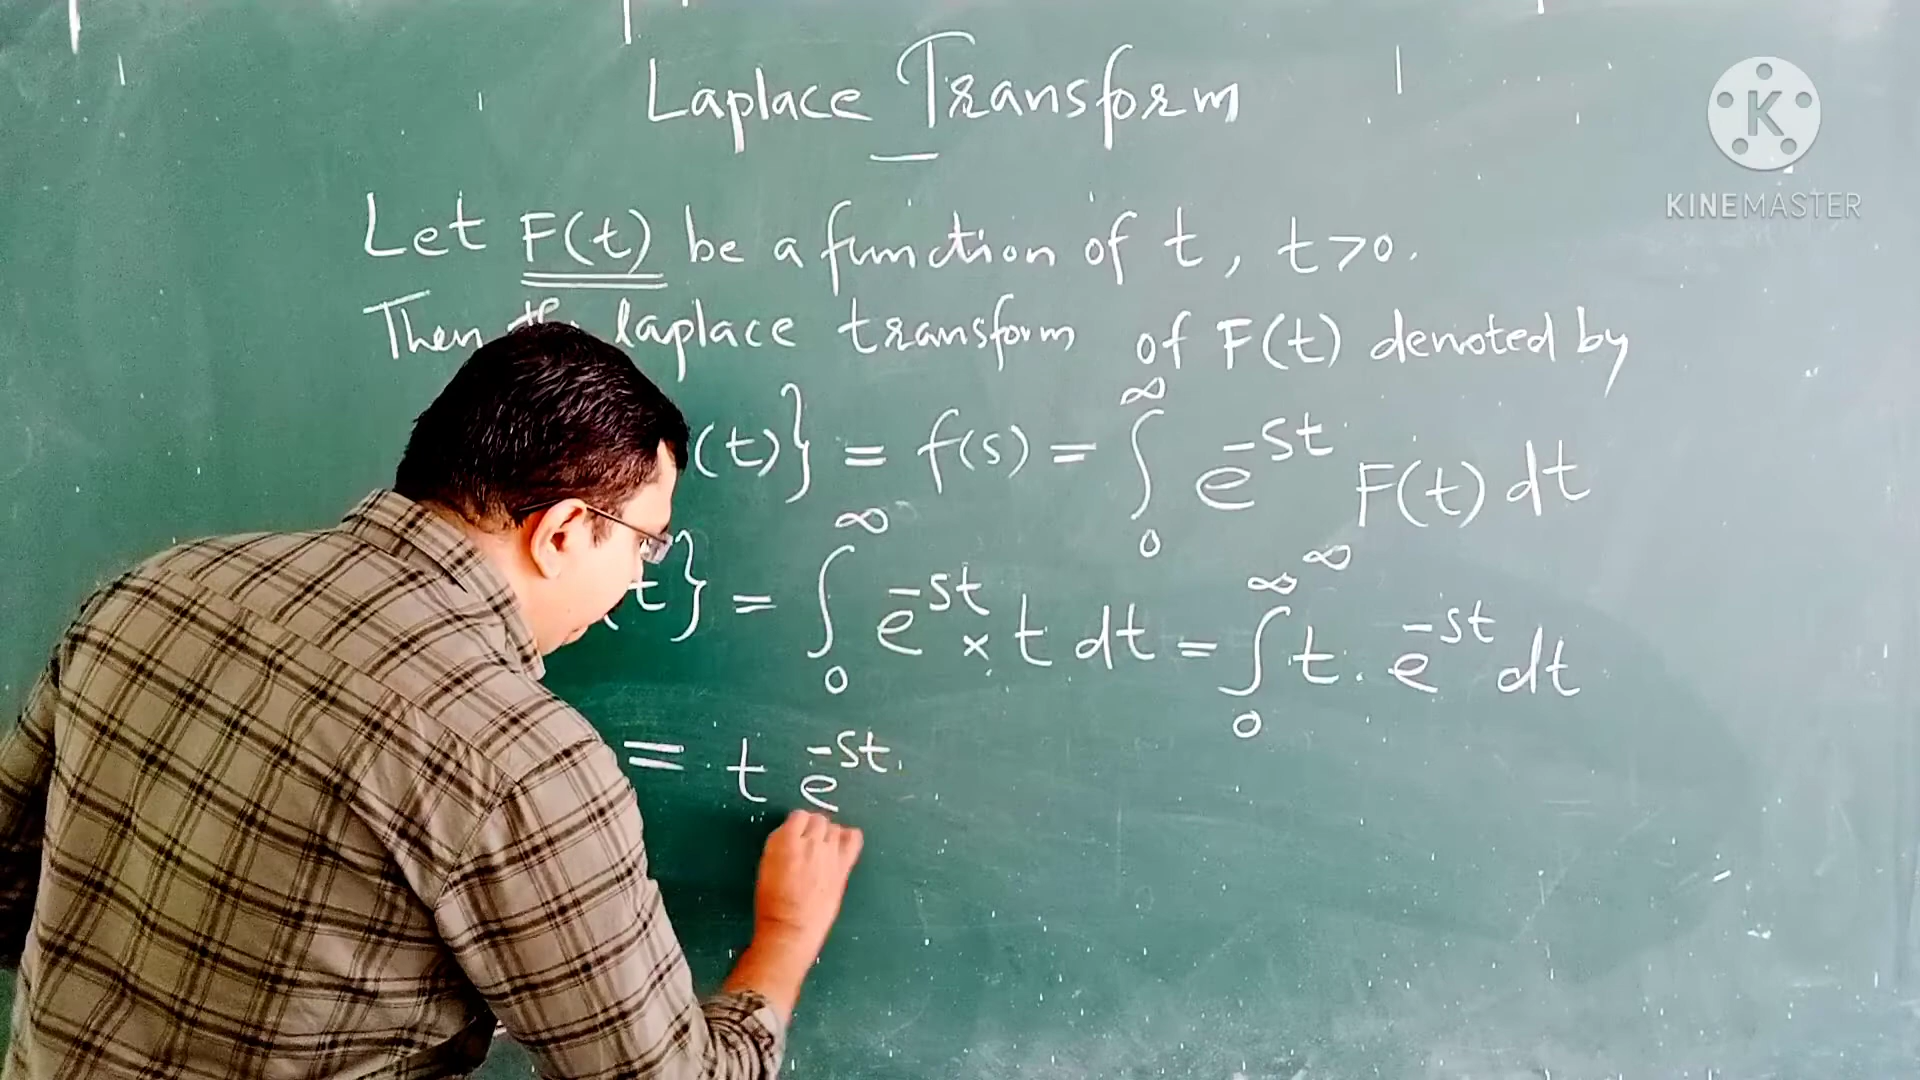 Laplace Transform
KINEMASTER
Let F(t) be a function of t, t>0.
Then laplace transform of F(t) denoted by
(t)} = f(s) = ∫₀^∞ e^{-st} F(t) dt
t} = ∫₀^∞ e^{-st} × t dt = ∫₀^∞ ^∞ t. e^{-st} dt
= t e^{-st}